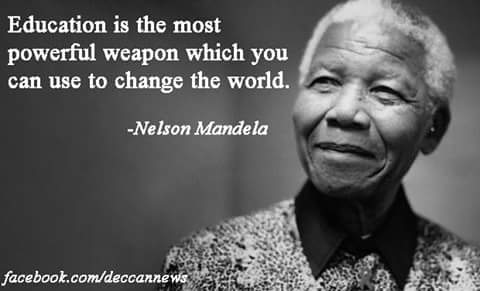 Education is the most
powerful weapon which you
can use to change the world.
-Nelson Mandela
facebook.com/deccannews